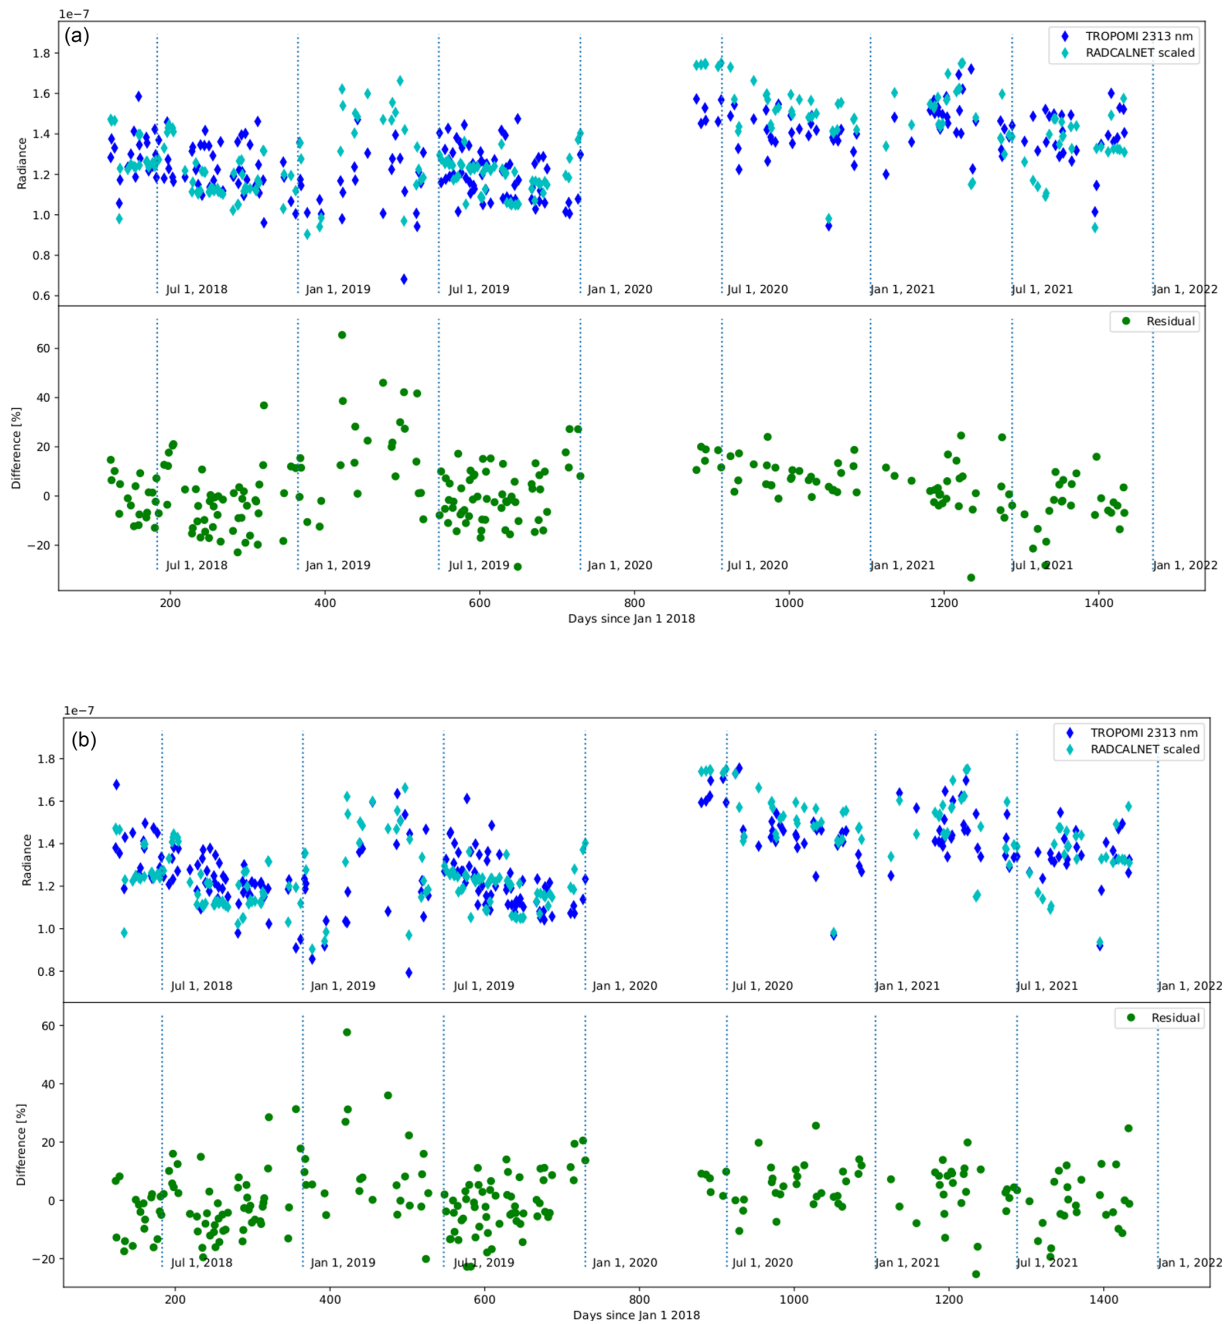 1e−7
(a)
TROPOMI 2313 nm
RADCALNET scaled
1.8
1.6
1.4
1.2
1.0
0.8
0.6
Radiance
Jul 1, 2018
Jan 1, 2019
Jul 1, 2019
Jan 1, 2020
Jul 1, 2020
Jan 1, 2021
Jul 1, 2021
Jan 1, 2022
Residual
60
40
20
0
−20
Difference [%]
Jul 1, 2018
Jan 1, 2019
Jul 1, 2019
Jan 1, 2020
Jul 1, 2020
Jan 1, 2021
Jul 1, 2021
Jan 1, 2022
200 400 600 800 1000 1200 1400
Days since Jan 1 2018
1e−7
(b)
TROPOMI 2313 nm
RADCALNET scaled
1.8
1.6
1.4
1.2
1.0
0.8
Radiance
Jul 1, 2018
Jan 1, 2019
Jul 1, 2019
Jan 1, 2020
Jul 1, 2020
Jan 1, 2021
Jul 1, 2021
Jan 1, 2022
Residual
60
40
20
0
−20
Difference [%]
Jul 1, 2018
Jan 1, 2019
Jul 1, 2019
Jan 1, 2020
Jul 1, 2020
Jan 1, 2021
Jul 1, 2021
Jan 1, 2022
200 400 600 800 1000 1200 1400
Days since Jan 1 2018